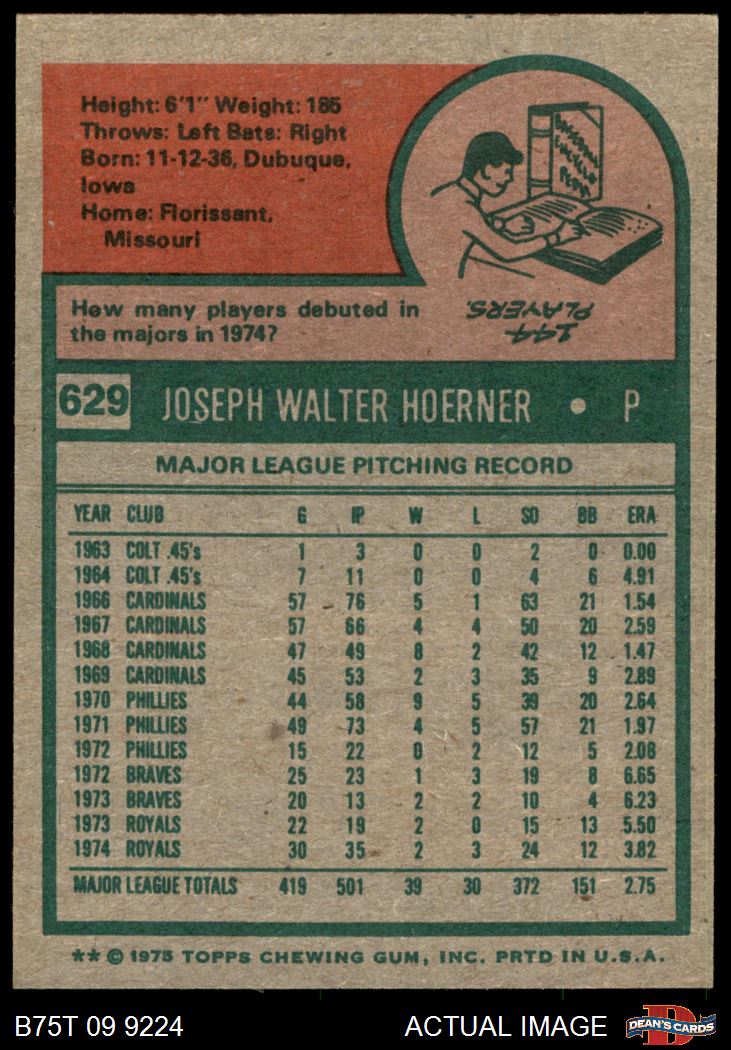 Height: 6'1" Weight: 185
Throws: Left Bats: Right
Born: 11-12-36, Dubuque,
Iowa
Home: Florissant,
Missouri
How many players debuted in
the majors in 1974?
144
PLAYERS.
629 JOSEPH WALTER HOERNER • P
MAJOR LEAGUE PITCHING RECORD
YEAR CLUB G IP W L SO BB ERA
1963 COLT .45's 1 3 0 0 2 0 0.00
1964 COLT .45's 7 11 0 0 4 6 4.91
1966 CARDINALS 57 76 5 1 63 21 1.54
1967 CARDINALS 57 66 4 4 50 20 2.59
1968 CARDINALS 47 49 8 2 42 12 1.47
1969 CARDINALS 45 53 2 3 35 9 2.89
1970 PHILLIES 44 58 9 5 39 20 2.64
1971 PHILLIES 49 73 4 5 57 21 1.97
1972 PHILLIES 15 22 0 2 12 5 2.08
1972 BRAVES 25 23 1 3 19 8 6.65
1973 BRAVES 20 13 2 2 10 4 6.23
1973 ROYALS 22 19 2 0 15 13 5.50
1974 ROYALS 30 35 2 3 24 12 3.82
MAJOR LEAGUE TOTALS 419 501 39 30 372 151 2.75
** © 1975 TOPPS CHEWING GUM, INC. PRTD IN U.S.A.
B75T 09 9224 ACTUAL IMAGE DEAN'S CARDS